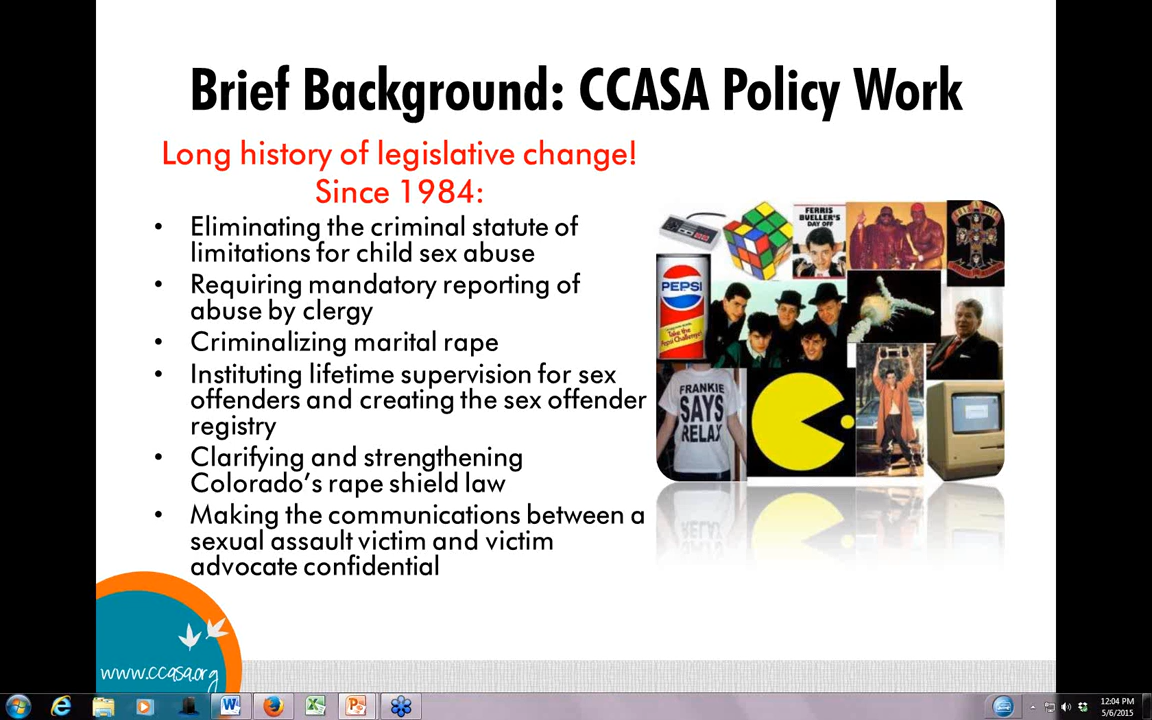 Brief Background: CCASA Policy Work
Long history of legislative change!
Since 1984:
• Eliminating the criminal statute of
limitations for child sex abuse
• Requiring mandatory reporting of
abuse by clergy
• Criminalizing marital rape
• Instituting lifetime supervision for sex
offenders and creating the sex offender
registry
• Clarifying and strengthening
Colorado's rape shield law
• Making the communications between a
sexual assault victim and victim
advocate confidential
FERRIS
BUELLER'S
DAY OFF
PEPSI
Take the
Pepsi Challenge!
FRANKIE
SAYS
RELAX
www.ccasa.org
12:04 PM
5/6/2015